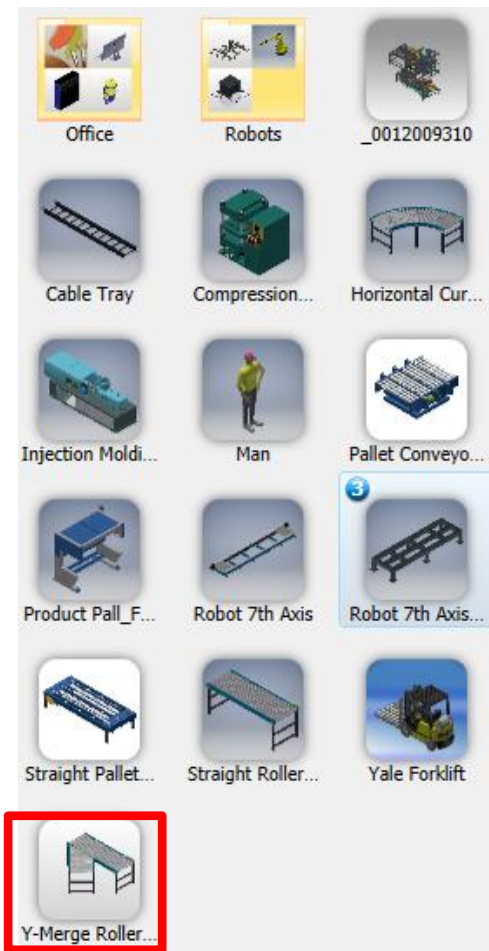 Office
Robots
_0012009310
Cable Tray
Compression...
Horizontal Cur...
Injection Moldi...
Man
Pallet Conveyo...
3
Product Pall_F...
Robot 7th Axis
Robot 7th Axis...
Straight Pallet...
Straight Roller...
Yale Forklift
Y-Merge Roller...